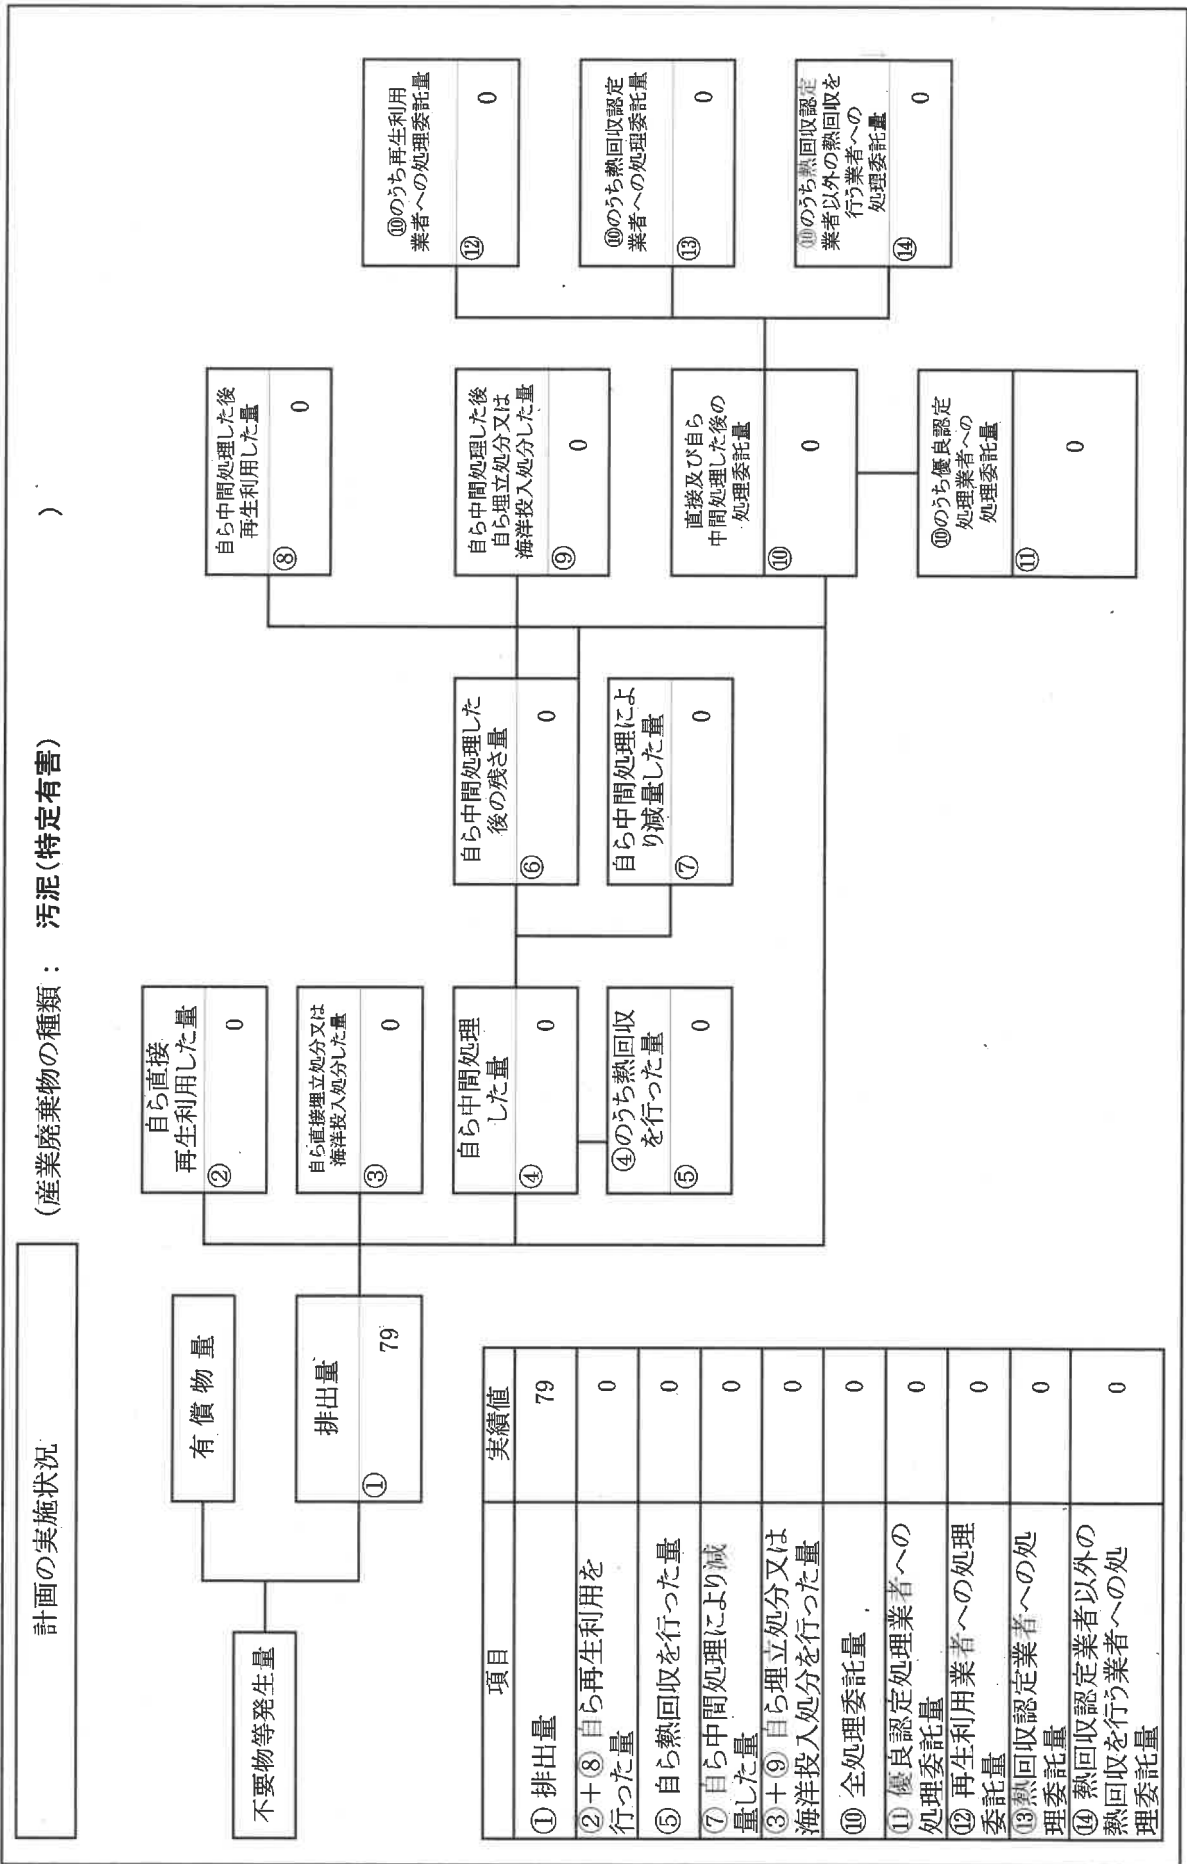 計画の実施状況
(産業廃棄物の種類： 汚泥(特定有害) )
不要物等発生量
有償物量
排出量
① 79
自ら直接
再生利用した量
② 0
自ら直接埋立処分又は
海洋投入処分した量
③ 0
自ら中間処理
した量
④ 0
④のうち熱回収
を行った量
⑤ 0
自ら中間処理した
後の残さ量
⑥ 0
自ら中間処理によ
り減量した量
⑦ 0
自ら中間処理した後
再生利用した量
⑧ 0
自ら中間処理した後
自ら埋立処分又は
海洋投入処分した量
⑨ 0
直接及び自ら
中間処理した後の
処理委託量
⑩ 0
⑩のうち優良認定
処理業者への
処理委託量
⑪ 0
⑩のうち再生利用
業者への処理委託量
⑫ 0
⑩のうち熱回収認定
業者への処理委託量
⑬ 0
⑩のうち熱回収認定
業者以外の熱回収を
行う業者への
処理委託量
⑭ 0
項目 実績値
① 排出量 79
②＋⑧ 自ら再生利用を
行った量 0
⑤ 自ら熱回収を行った量 0
⑦ 自ら中間処理により減
量した量 0
③＋⑨ 自ら埋立処分又は
海洋投入処分を行った量 0
⑩ 全処理委託量 0
⑪ 優良認定処理業者への
処理委託量 0
⑫ 再生利用業者への処理
委託量 0
⑬熱回収認定業者への処
理委託量 0
⑭ 熱回収認定業者以外の
熱回収を行う業者への処
理委託量 0